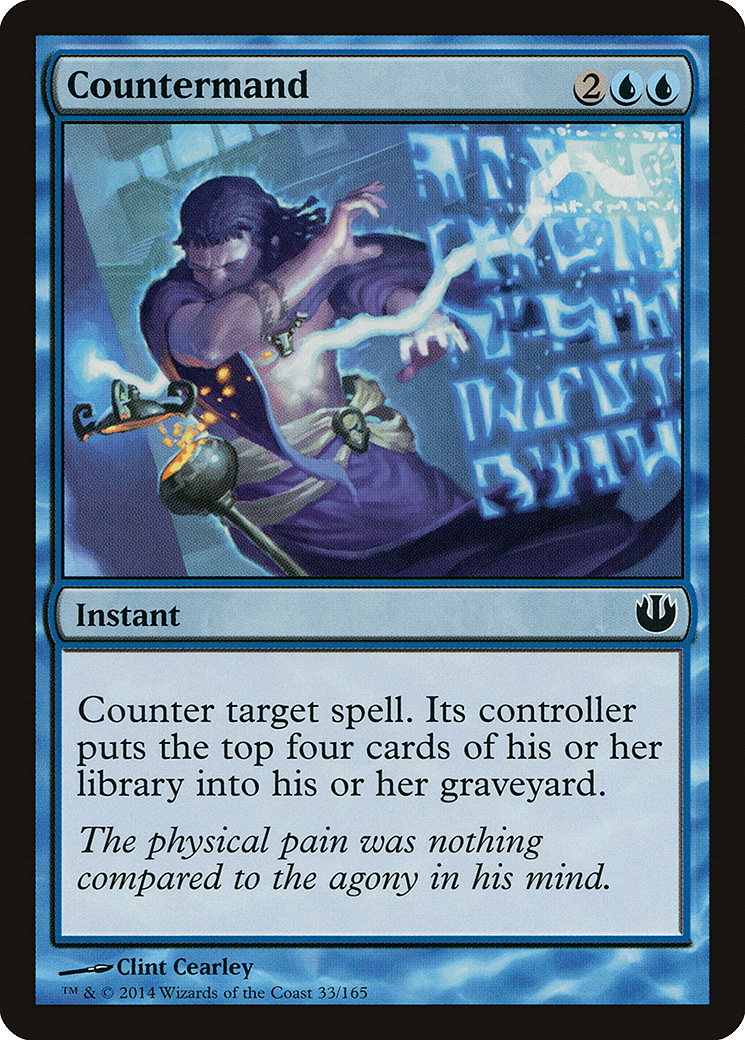 Countermand
2
Instant
Counter target spell. Its controller
puts the top four cards of his or her
library into his or her graveyard.
The physical pain was nothing
compared to the agony in his mind.
Clint Cearley
™ & © 2014 Wizards of the Coast 33/165